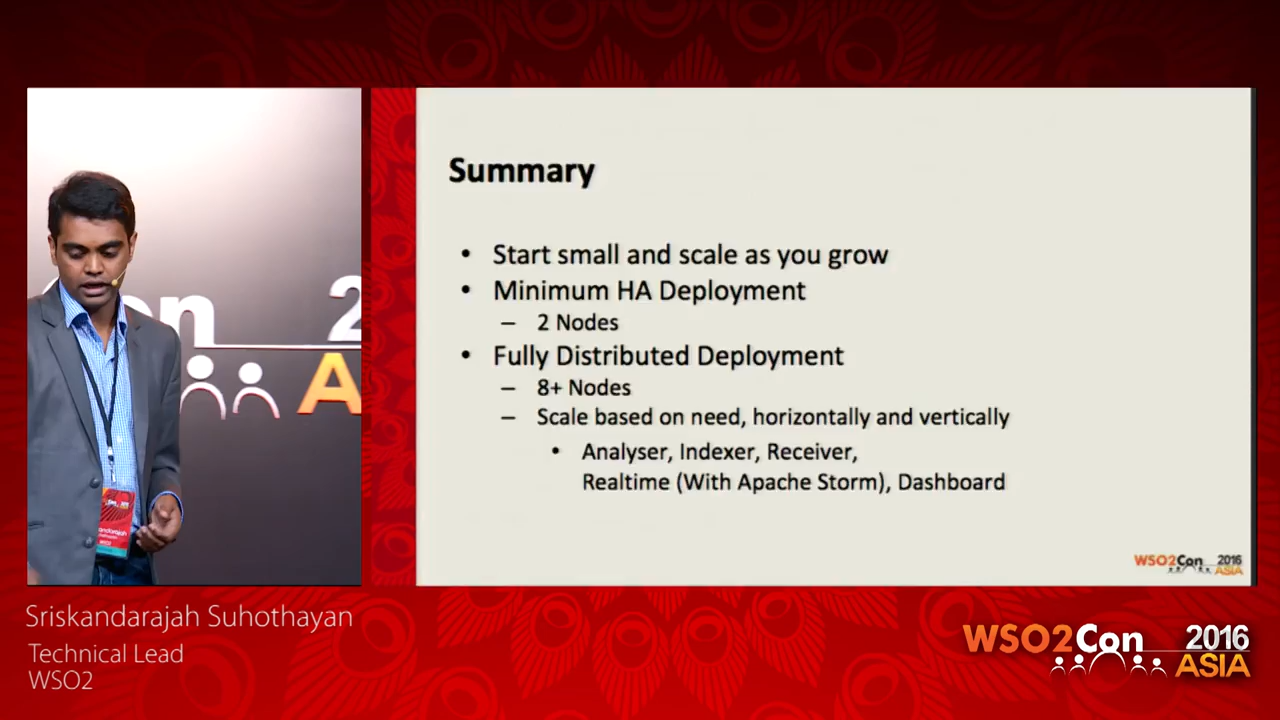 Summary
• Start small and scale as you grow
• Minimum HA Deployment
– 2 Nodes
• Fully Distributed Deployment
– 8+ Nodes
– Scale based on need, horizontally and vertically
• Analyser, Indexer, Receiver,
Realtime (With Apache Storm), Dashboard
WSO2Con 2016
ASIA
on 2
A
Sriskandarajah Suhothayan
Technical Lead
WSO2
WSO2Con 2016
ASIA